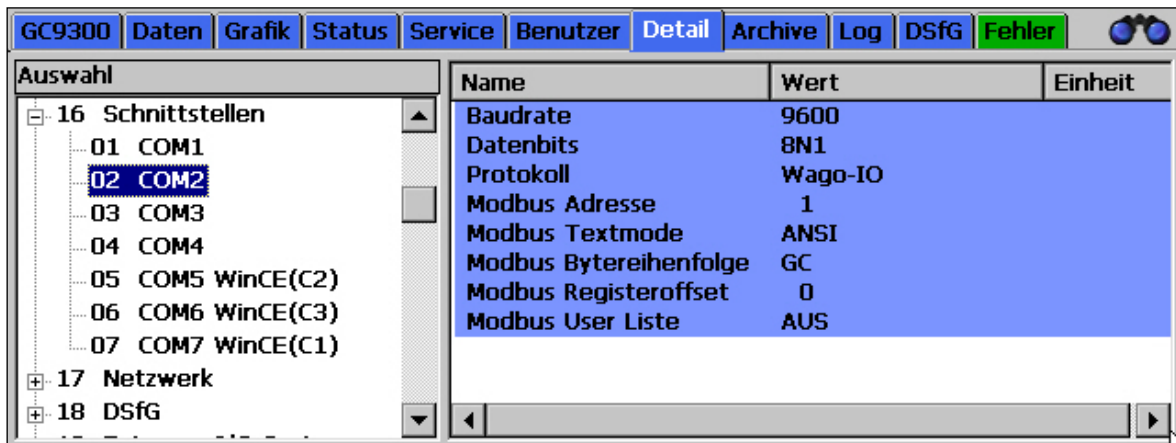 GC9300 Daten Grafik Status Service Benutzer Detail Archive Log DSfG Fehler
Auswahl
16 Schnittstellen
01 COM1
02 COM2
03 COM3
04 COM4
05 COM5 WinCE(C2)
06 COM6 WinCE(C3)
07 COM7 WinCE(C1)
17 Netzwerk
18 DSfG
Name Wert Einheit
Baudrate 9600
Datenbits 8N1
Protokoll Wago-IO
Modbus Adresse 1
Modbus Textmode ANSI
Modbus Bytereihenfolge GC
Modbus Registeroffset 0
Modbus User Liste AUS